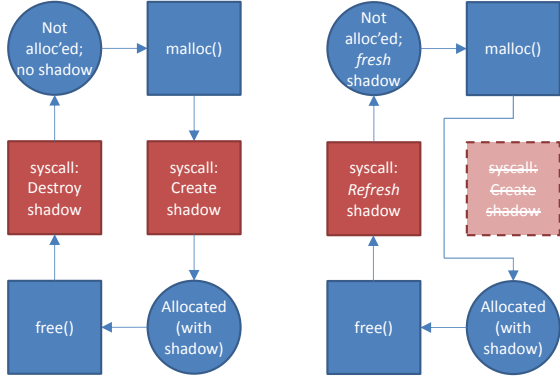 Not
alloc'ed;
no shadow
malloc()
syscall:
Destroy
shadow
syscall:
Create
shadow
free()
Allocated
(with
shadow)
Not
alloc'ed;
fresh
shadow
malloc()
syscall:
Refresh
shadow
syscall:
Create
shadow
free()
Allocated
(with
shadow)